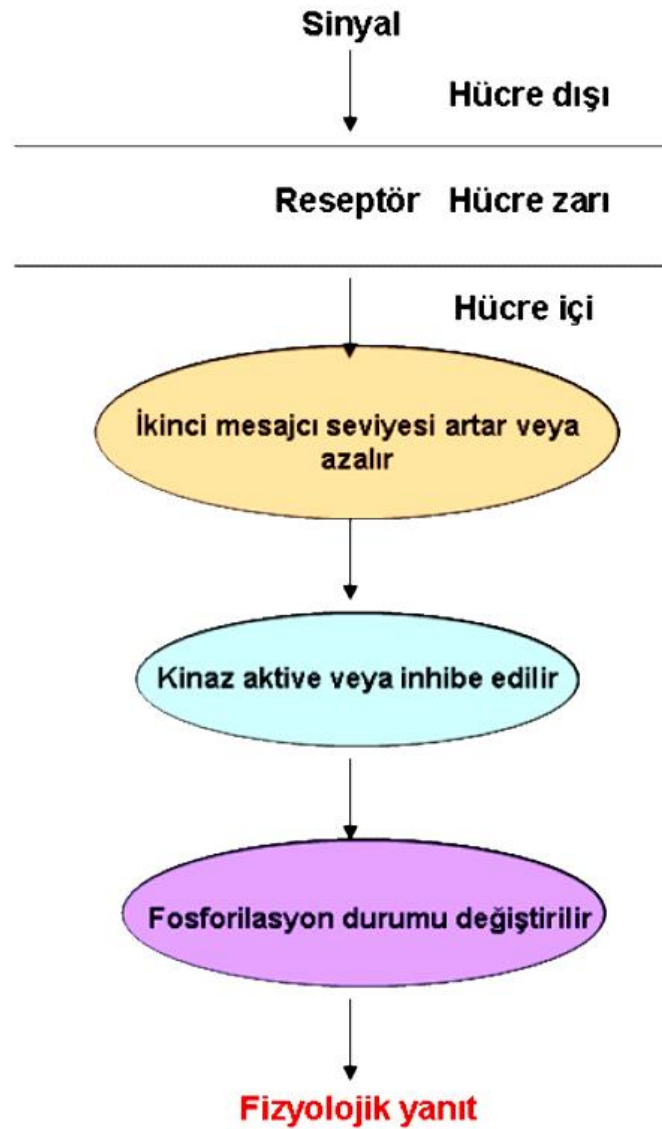 Sinyal
Hücre dışı
Reseptör Hücre zarı
Hücre içi
İkinci mesajcı seviyesi artar veya
azalır
Kinaz aktive veya inhibe edilir
Fosforilasyon durumu değiştirilir
Fizyolojik yanıt